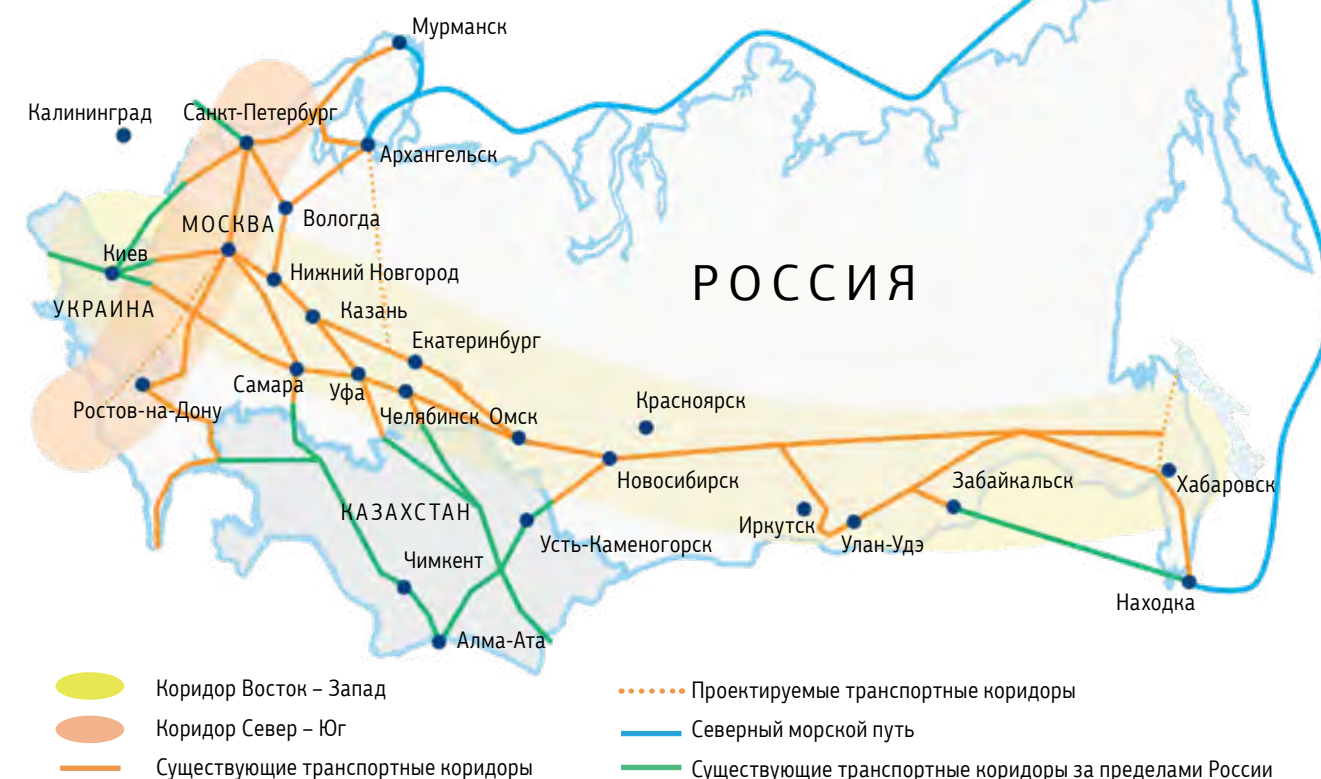 Мурманск
Калининград
Санкт-Петербург
Архангельск
МОСКВА
Вологда
Киев
Нижний Новгород
РОССИЯ
УКРАИНА
Казань
Екатеринбург
Самара
Уфа
Ростов-на-Дону
Челябинск
Омск
Красноярск
Новосибирск
Забайкальск
Хабаровск
КАЗАХСТАН
Иркутск
Усть-Каменогорск
Улан-Удэ
Чимкент
Находка
Алма-Ата
Коридор Восток – Запад
Коридор Север – Юг
Существующие транспортные коридоры
Проектируемые транспортные коридоры
Северный морской путь
Существующие транспортные коридоры за пределами России